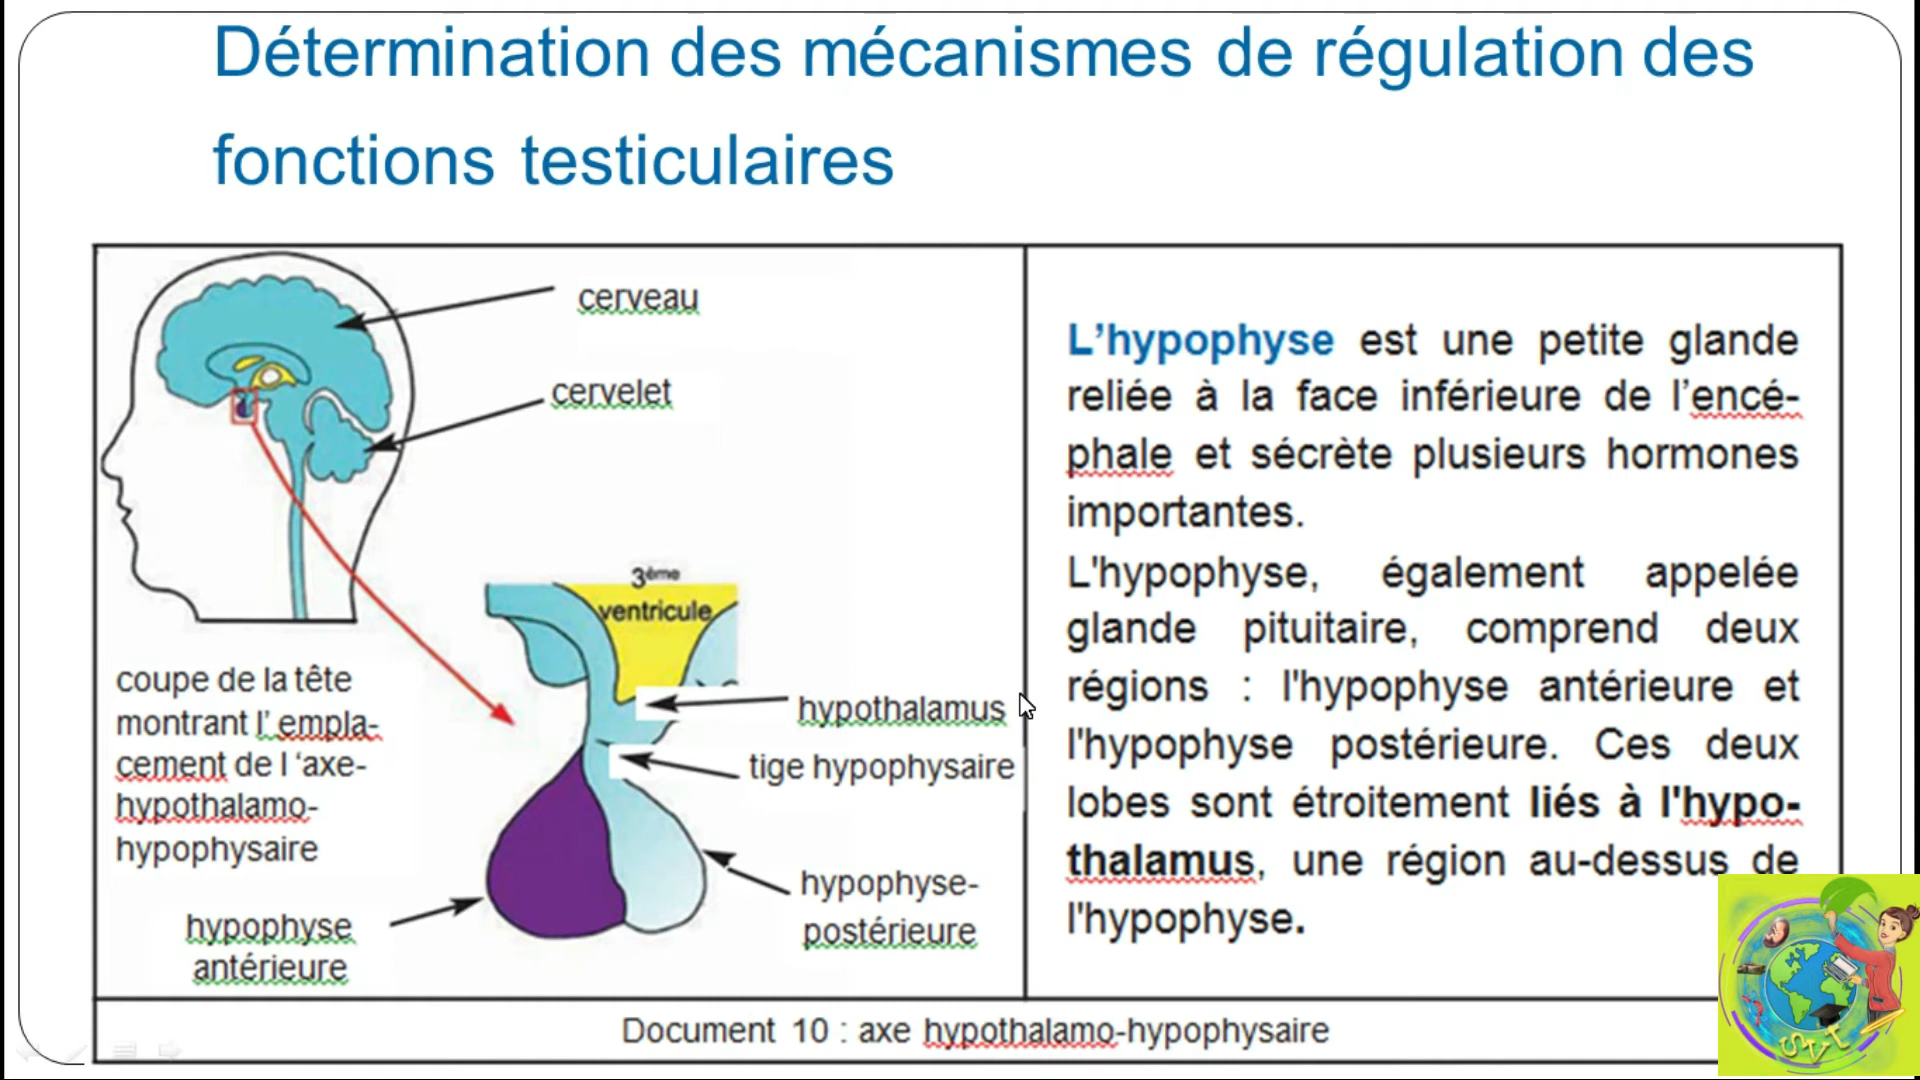 Détermination des mécanismes de régulation des
fonctions testiculaires
cerveau
cervelet
3ème
ventricule
hypothalamus
tige hypophysaire
hypophyse-
postérieure
hypophyse
antérieure
coupe de la tête
montrant l' empla-
cement de l 'axe-
hypothalamo-
hypophysaire
L’hypophyse est une petite glande
reliée à la face inférieure de l’encé-
phale et sécrète plusieurs hormones
importantes.
L'hypophyse, également appelée
glande pituitaire, comprend deux
régions : l'hypophyse antérieure et
l'hypophyse postérieure. Ces deux
lobes sont étroitement liés à l'hypo-
thalamus, une région au-dessus de
l'hypophyse.
Document 10 : axe hypothalamo-hypophysaire
SVT